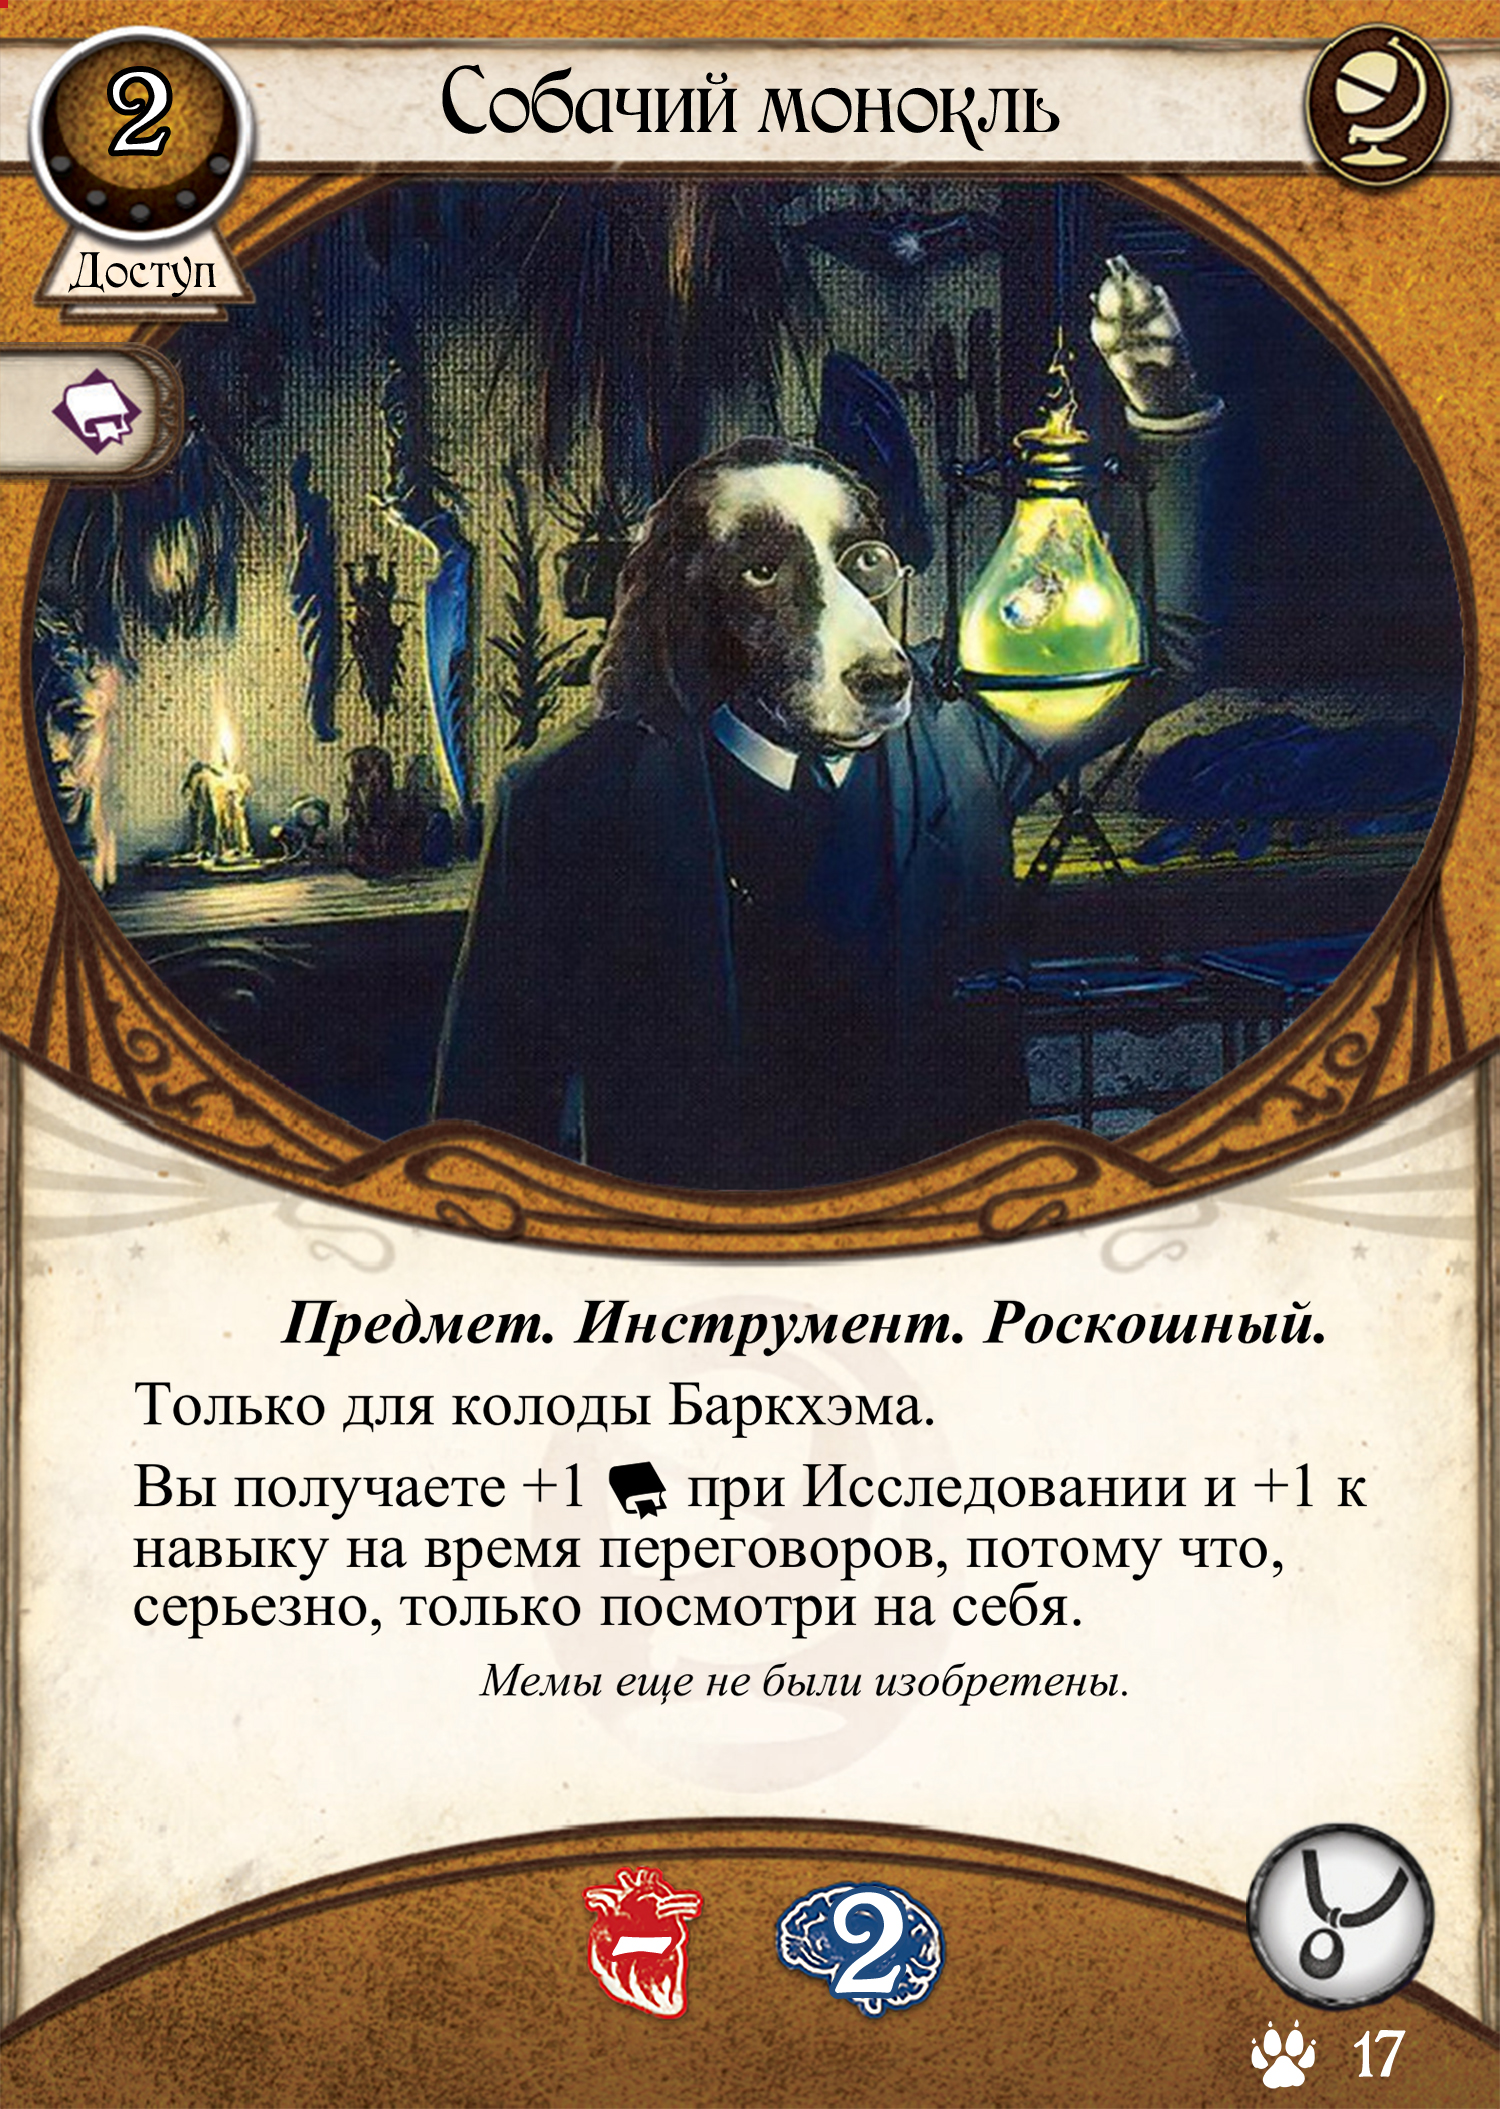 2
Собачий монокль
Доступ
Предмет. Инструмент. Роскошный.
Только для колоды Баркхэма.
Вы получаете +1 при Исследовании и +1 к
навыку на время переговоров, потому что,
серьезно, только посмотри на себя.
Мемы еще не были изобретены.
-
2
17